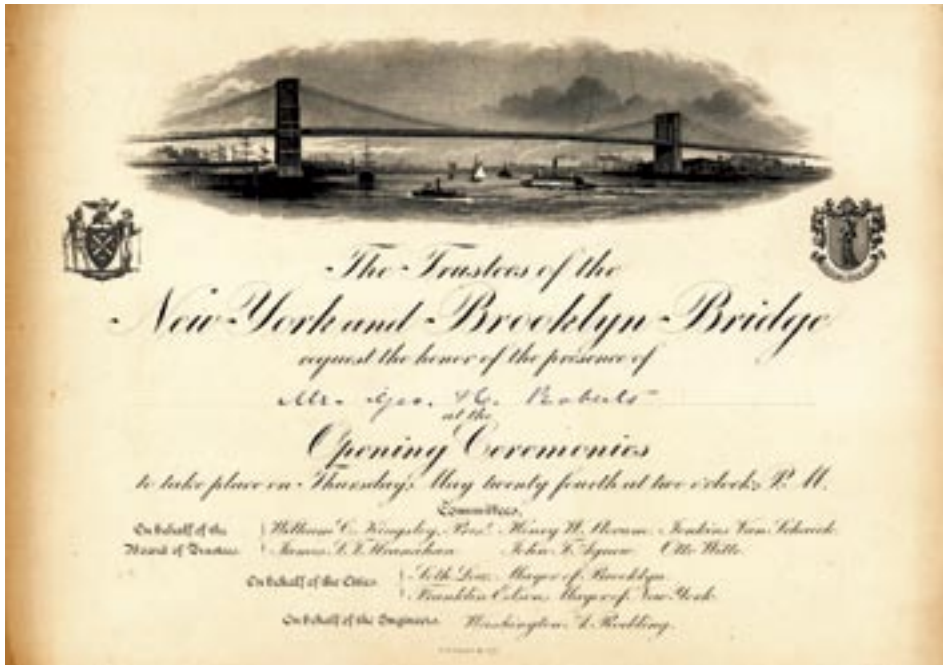 The Trustees of the
New York and Brooklyn Bridge
request the honor of the presence of
Mr. Geo. H. Roberts
at the
Opening Ceremonies
to take place on Thursday, May twenty fourth at two o'clock, P. M.
Committees.
On behalf of the Board of Trustees
William C. Kingsley, Pres. Henry W. Slocum Jenkins Van Schaick
James S. T. Stranahan John T. Agnew Otto Witte
On behalf of the Cities
Seth Low Mayor of Brooklyn
Franklin Edson Mayor of New York
On behalf of the Engineers. Washington A. Roebling.